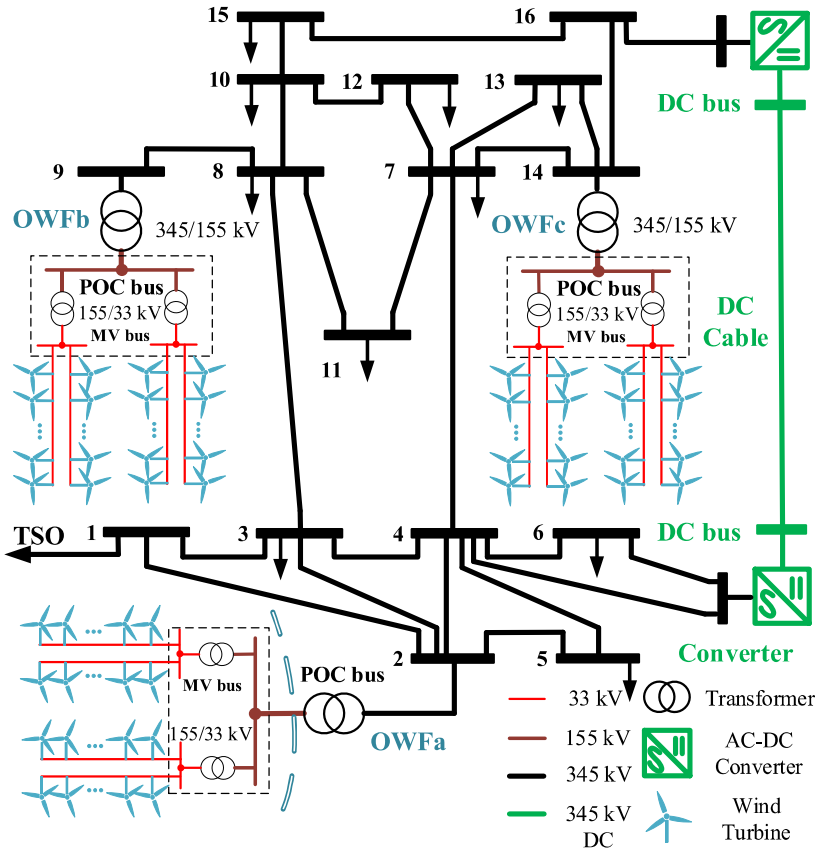 15
16
10
12
13
DC bus
9
8
7
14
OWFb
345/155 kV
OWFc
345/155 kV
POC bus
155/33 kV
MV bus
POC bus
155/33 kV
MV bus
DC
Cable
11
TSO
1
3
4
6
DC bus
2
5
Converter
MV bus
POC bus
155/33 kV
OWFa
33 kV
Transformer
155 kV
AC-DC
Converter
345 kV
345 kV
DC
Wind
Turbine